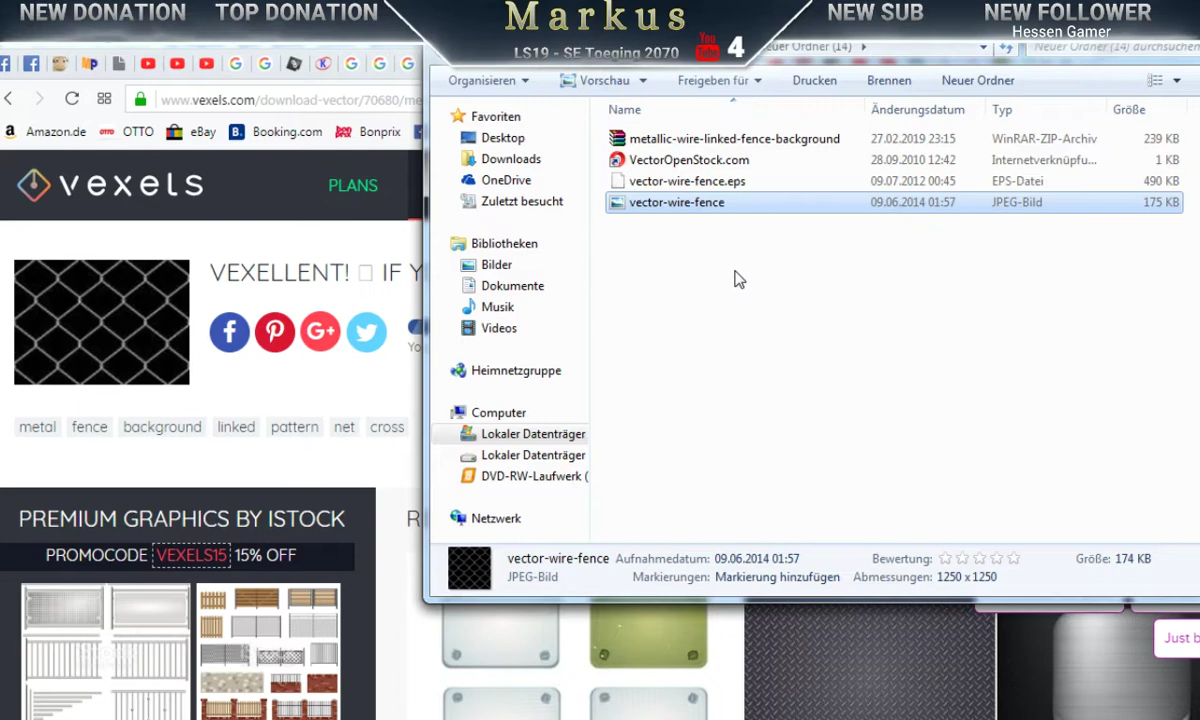 NEW DONATION
TOP DONATION
Markus
LS19 - SE Toeging 2070
You
Tube
4
NEW SUB
NEW FOLLOWER
Hessen Gamer
Neuer Ordner (14)
Neuer Ordner (14) durchsuchen
www.vexels.com/download-vector/70680/me
Amazon.de
OTTO
eBay
Booking.com
Bonprix
vexels
PLANS
VEXELLENT!
IF Y
metal
fence
background
linked
pattern
net
cross
PREMIUM GRAPHICS BY ISTOCK
PROMOCODE VEXELS15 15% OFF
Organisieren
Vorschau
Freigeben für
Drucken
Brennen
Neuer Ordner
Favoriten
Desktop
Downloads
OneDrive
Zuletzt besucht
Bibliotheken
Bilder
Dokumente
Musik
Videos
Heimnetzgruppe
Computer
Lokaler Datenträger
Lokaler Datenträger
DVD-RW-Laufwerk (
Netzwerk
Name Änderungsdatum Typ Größe
metallic-wire-linked-fence-background 27.02.2019 23:15 WinRAR-ZIP-Archiv 239 KB
VectorOpenStock.com 28.09.2010 12:42 Internetverknüpfu... 1 KB
vector-wire-fence.eps 09.07.2012 00:45 EPS-Datei 490 KB
vector-wire-fence 09.06.2014 01:57 JPEG-Bild 175 KB
vector-wire-fence Aufnahmedatum: 09.06.2014 01:57 Bewertung: Größe: 174 KB
JPEG-Bild Markierungen: Markierung hinzufügen Abmessungen: 1250 x 1250
Yo
R
Just b